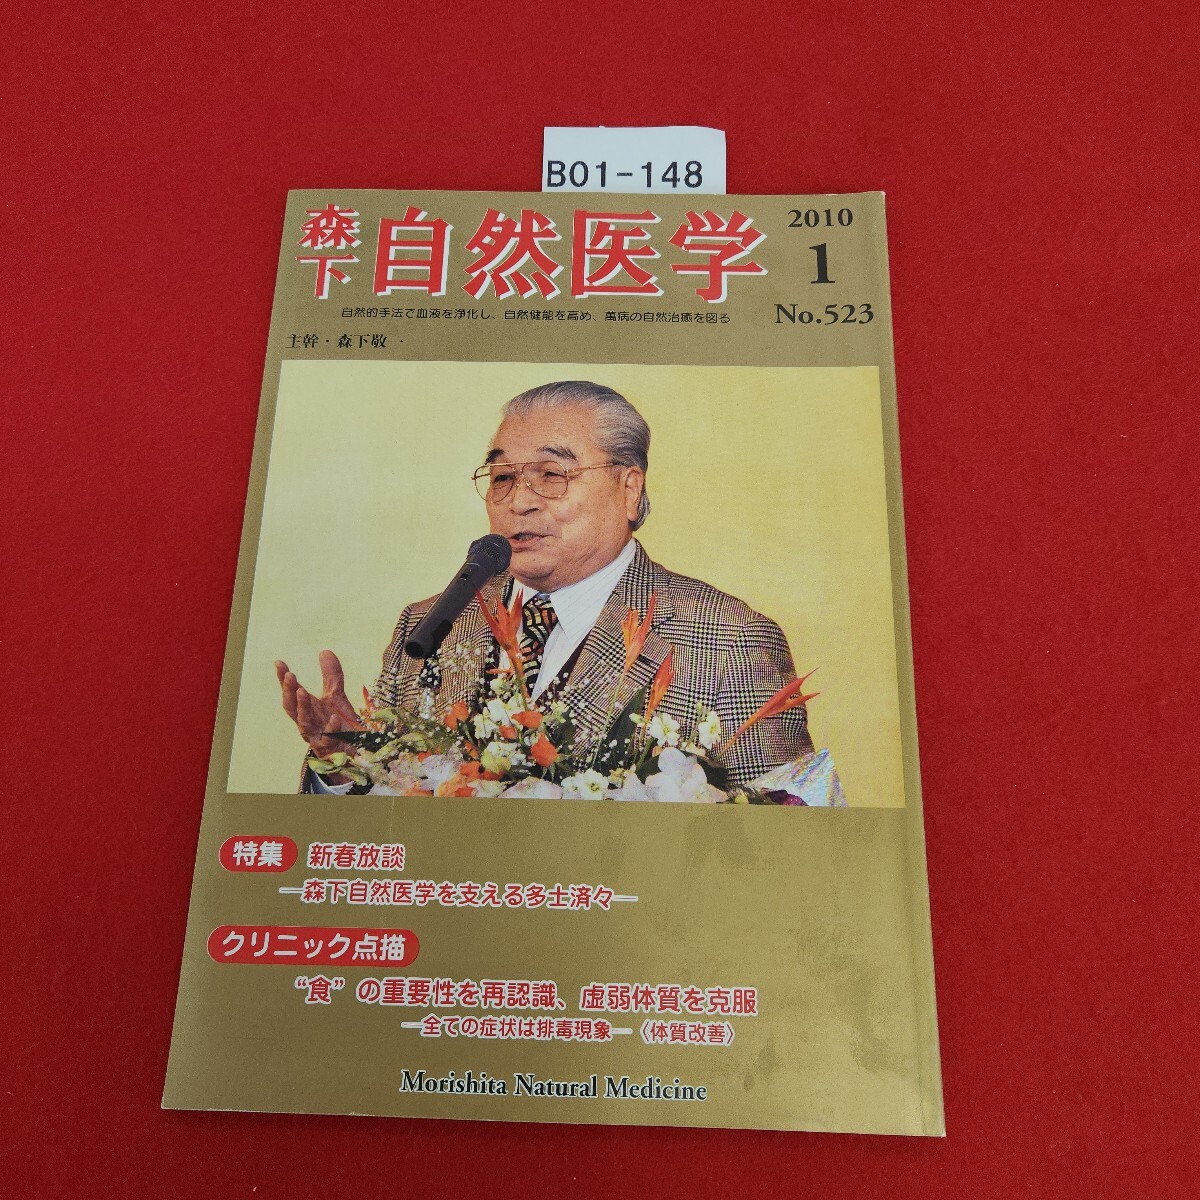 B01-148
森下 自然医学
2010
1
No.523
自然的手法で血液を浄化し、自然健能を高め、萬病の自然治癒を図る
主幹・森下敬一
特集 新春放談
―森下自然医学を支える多士済々―
クリニック点描
“食”の重要性を再認識、虚弱体質を克服
―全ての症状は排毒現象―〈体質改善〉
Morishita Natural Medicine